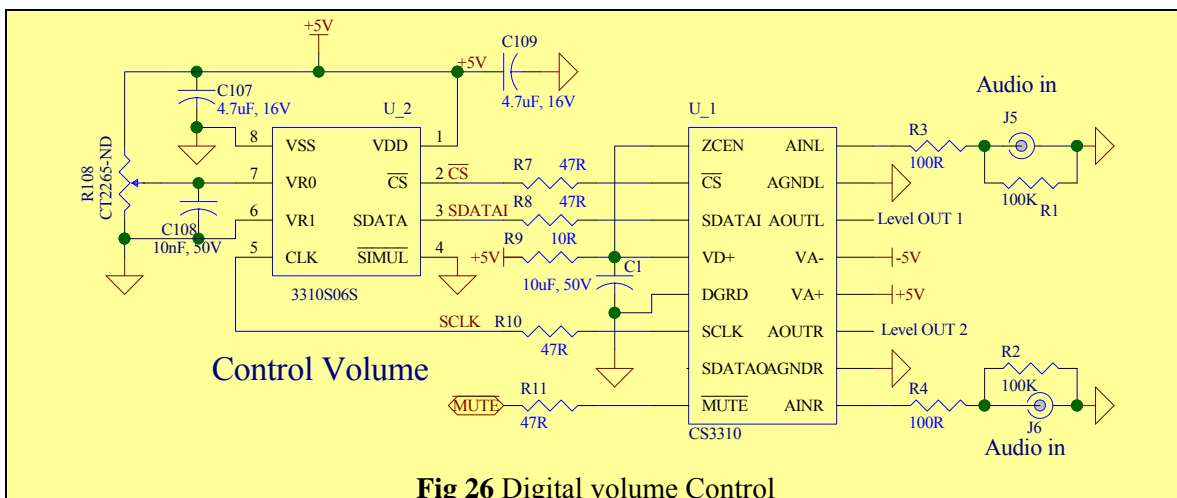 +5V
C107
4.7uF, 16V
+5V
C109
4.7uF, 16V
R108
CT2265-ND
C108
10nF, 50V
U_2
8 VSS VDD 1
7 VR0 CS 2
6 VR1 SDATA 3
5 CLK SIMUL 4
3310S06S
CS
R7 47R
SDATAI
R8 47R
+5V
R9 10R
C1
10uF, 50V
SCLK
R10
47R
MUTE
R11
47R
Control Volume
U_1
ZCEN AINL
CS AGNDL
SDATAI AOUTL
VD+ VA-
DGRD VA+
SCLK AOUTR
SDATAO AGNDR
MUTE AINR
CS3310
Audio in
J5
R3
100R
100K
R1
Level OUT 1
-5V
+5V
Level OUT 2
R2
100K
R4
100R
J6
Audio in
Fig 26 Digital volume Control